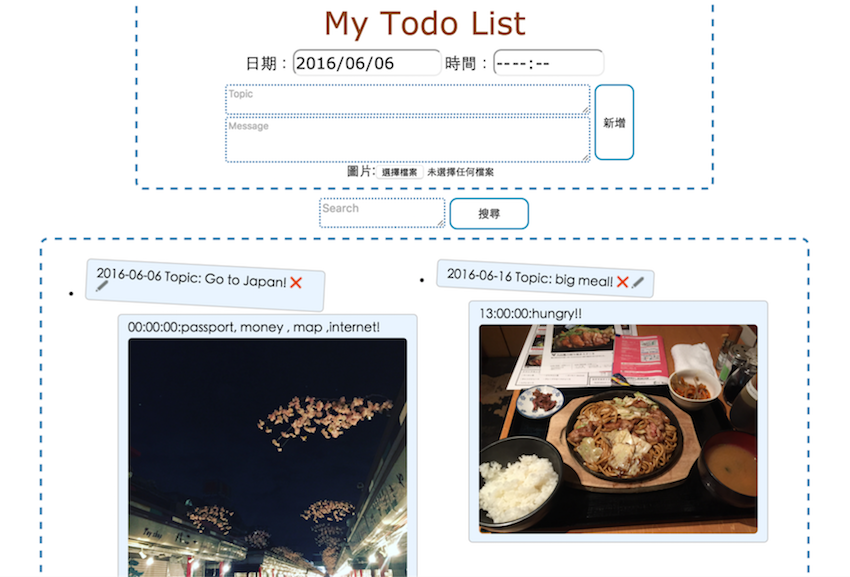 My Todo List
日期：2016/06/06 時間：----:--
Topic
Message
新增
圖片: 選擇檔案 未選擇任何檔案
Search
搜尋
2016-06-06 Topic: Go to Japan!
00:00:00:passport, money , map ,internet!
2016-06-16 Topic: big meal!
13:00:00:hungry!!